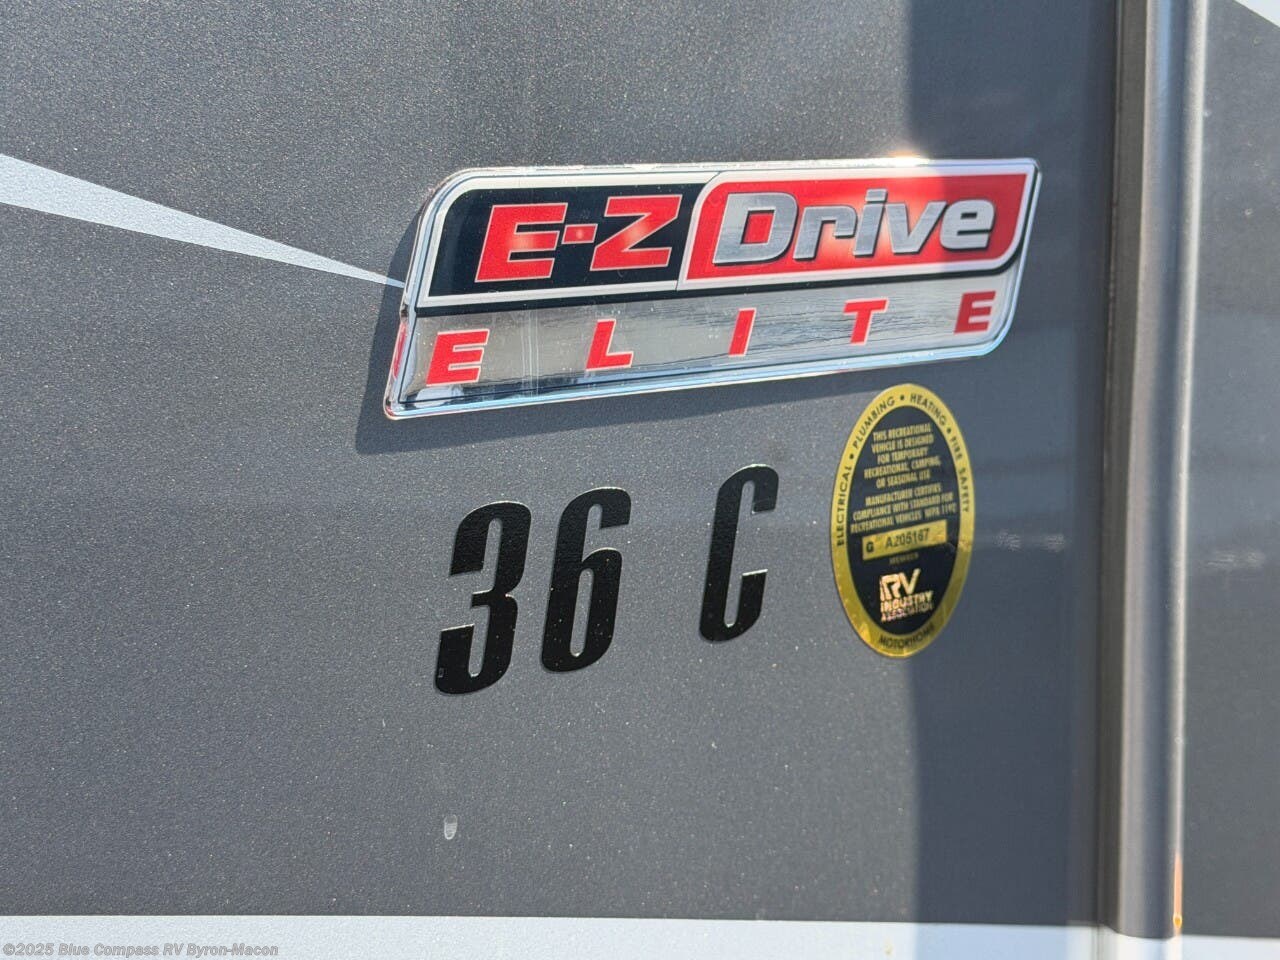 E-Z Drive
ELITE
36 C
ELECTRICAL • PLUMBING • HEATING • FIRE SAFETY
THIS RECREATIONAL
VEHICLE IS DESIGNED
FOR TEMPORARY
RECREATIONAL, CAMPING,
OR SEASONAL USE
MANUFACTURER CERTIFIES
COMPLIANCE WITH STANDARD FOR
RECREATIONAL VEHICLES NFPA 1192
G A205167
MEMBER
RV
INDUSTRY
ASSOCIATION
MOTORHOME
©2025 Blue Compass RV Byron-Macon